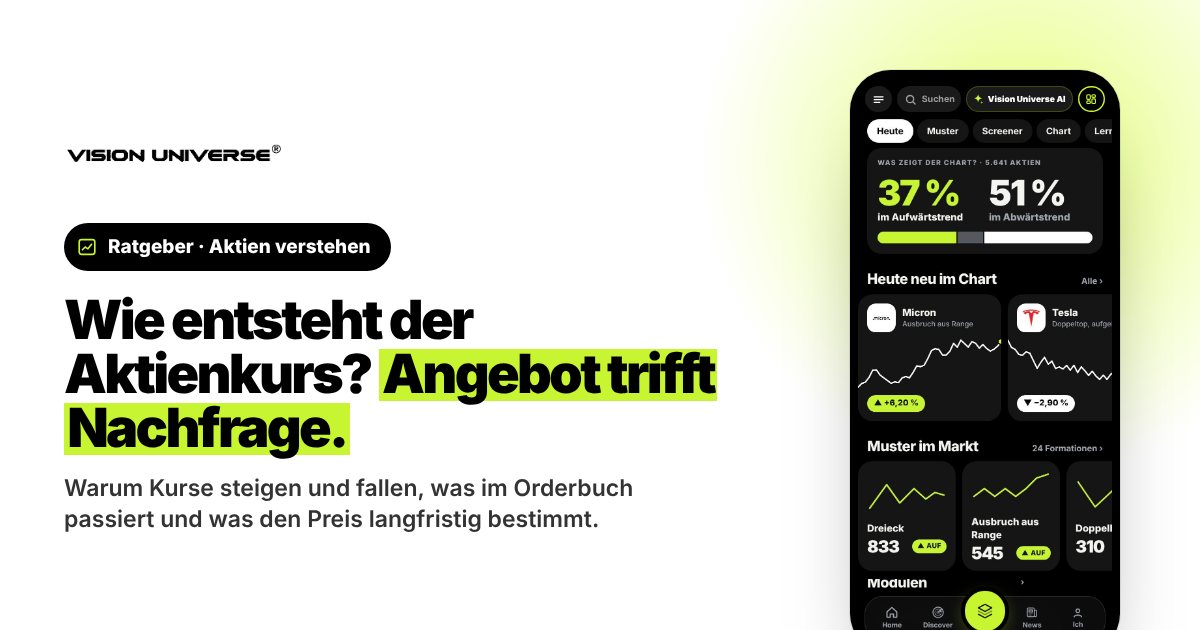 VISION UNIVERSE®
Ratgeber · Aktien verstehen
Wie entsteht der
Aktienkurs? Angebot trifft
Nachfrage.
Warum Kurse steigen und fallen, was im Orderbuch
passiert und was den Preis langfristig bestimmt.
Suchen
Vision Universe AI
Heute
Muster
Screener
Chart
Lern
WAS ZEIGT DER CHART? · 5.641 AKTIEN
37 % 51 %
im Aufwärtstrend im Abwärtstrend
Heute neu im Chart Alle ›
Micron
Ausbruch aus Range
▲ +6,20 %
Tesla
Doppeltop, aufge
▼ −2,90 %
Muster im Markt 24 Formationen ›
Dreieck
833 ▲ AUF
Ausbruch aus
Range
545 ▲ AUF
Doppell
310
Modulen ›
Home
Discover
News
Ich